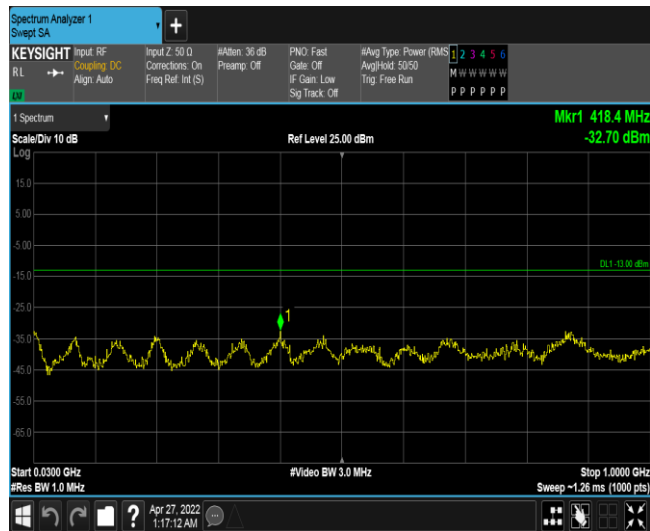 Spectrum Analyzer 1
Swept SA
KEYSIGHT
RL
Input: RF
Coupling: DC
Align: Auto
Input Z: 50 Ω
Corrections: On
Freq Ref: Int (S)
#Atten: 36 dB
Preamp: Off
PNO: Fast
Gate: Off
IF Gain: Low
Sig Track: Off
#Avg Type: Power (RMS
Avg|Hold: 50/50
Trig: Free Run
1 2 3 4 5 6
M W W W W W
P P P P P P
LW
1 Spectrum
Scale/Div 10 dB
Ref Level 25.00 dBm
Mkr1 418.4 MHz
-32.70 dBm
Log
15.0
5.00
-5.00
DL1 -13.00 dBm
-15.0
-25.0
1
-35.0
-45.0
-55.0
-65.0
Start 0.0300 GHz
#Video BW 3.0 MHz
Stop 1.0000 GHz
#Res BW 1.0 MHz
Sweep ~1.26 ms (1000 pts)
?
Apr 27, 2022
1:17:12 AM